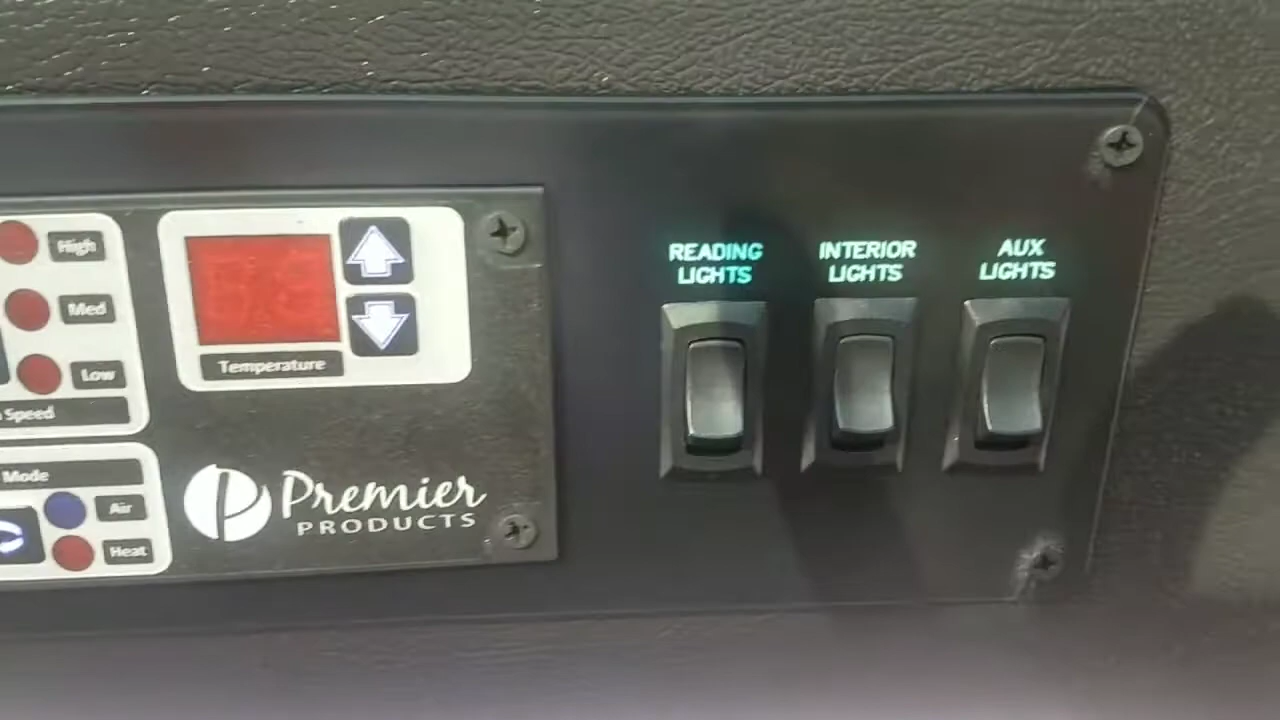 High
Med
Low
Speed
Mode
Air
Heat
Temperature
Premier
PRODUCTS
READING
LIGHTS
INTERIOR
LIGHTS
AUX
LIGHTS